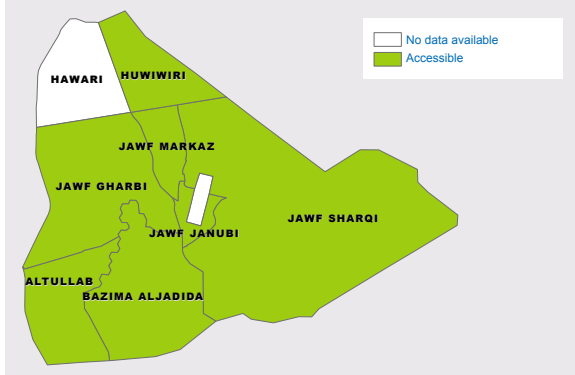 No data available
Accessible
HAWARI
HUWIWIRI
JAWF MARKAZ
JAWF GHARBI
JAWF SHARQI
JAWF JANUBI
ALTULLAB
BAZIMA ALJADIDA